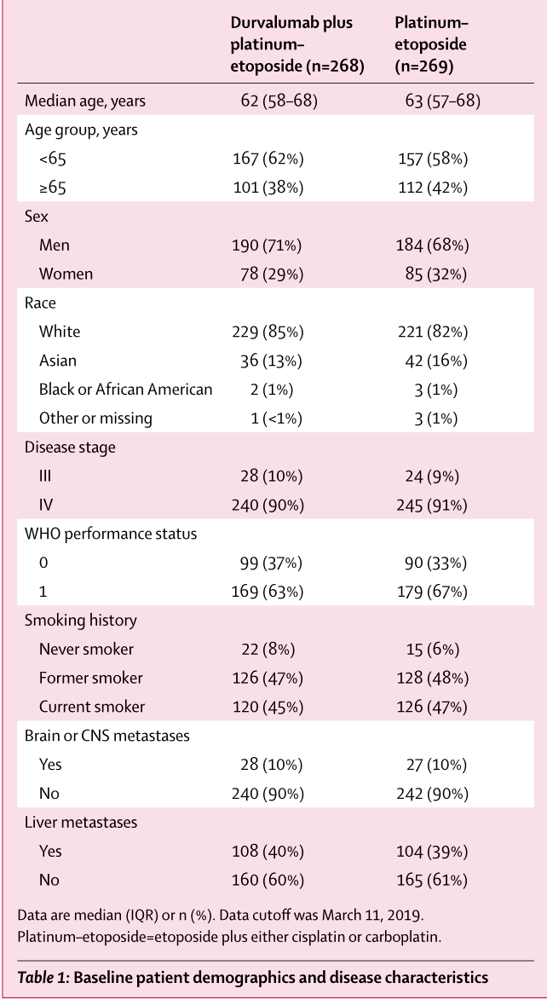 Durvalumab plus platinum–etoposide (n=268) Platinum–etoposide (n=269)
Median age, years 62 (58–68) 63 (57–68)
Age group, years
<65 167 (62%) 157 (58%)
≥65 101 (38%) 112 (42%)
Sex
Men 190 (71%) 184 (68%)
Women 78 (29%) 85 (32%)
Race
White 229 (85%) 221 (82%)
Asian 36 (13%) 42 (16%)
Black or African American 2 (1%) 3 (1%)
Other or missing 1 (<1%) 3 (1%)
Disease stage
III 28 (10%) 24 (9%)
IV 240 (90%) 245 (91%)
WHO performance status
0 99 (37%) 90 (33%)
1 169 (63%) 179 (67%)
Smoking history
Never smoker 22 (8%) 15 (6%)
Former smoker 126 (47%) 128 (48%)
Current smoker 120 (45%) 126 (47%)
Brain or CNS metastases
Yes 28 (10%) 27 (10%)
No 240 (90%) 242 (90%)
Liver metastases
Yes 108 (40%) 104 (39%)
No 160 (60%) 165 (61%)
Data are median (IQR) or n (%). Data cutoff was March 11, 2019.
Platinum–etoposide=etoposide plus either cisplatin or carboplatin.
Table 1: Baseline patient demographics and disease characteristics